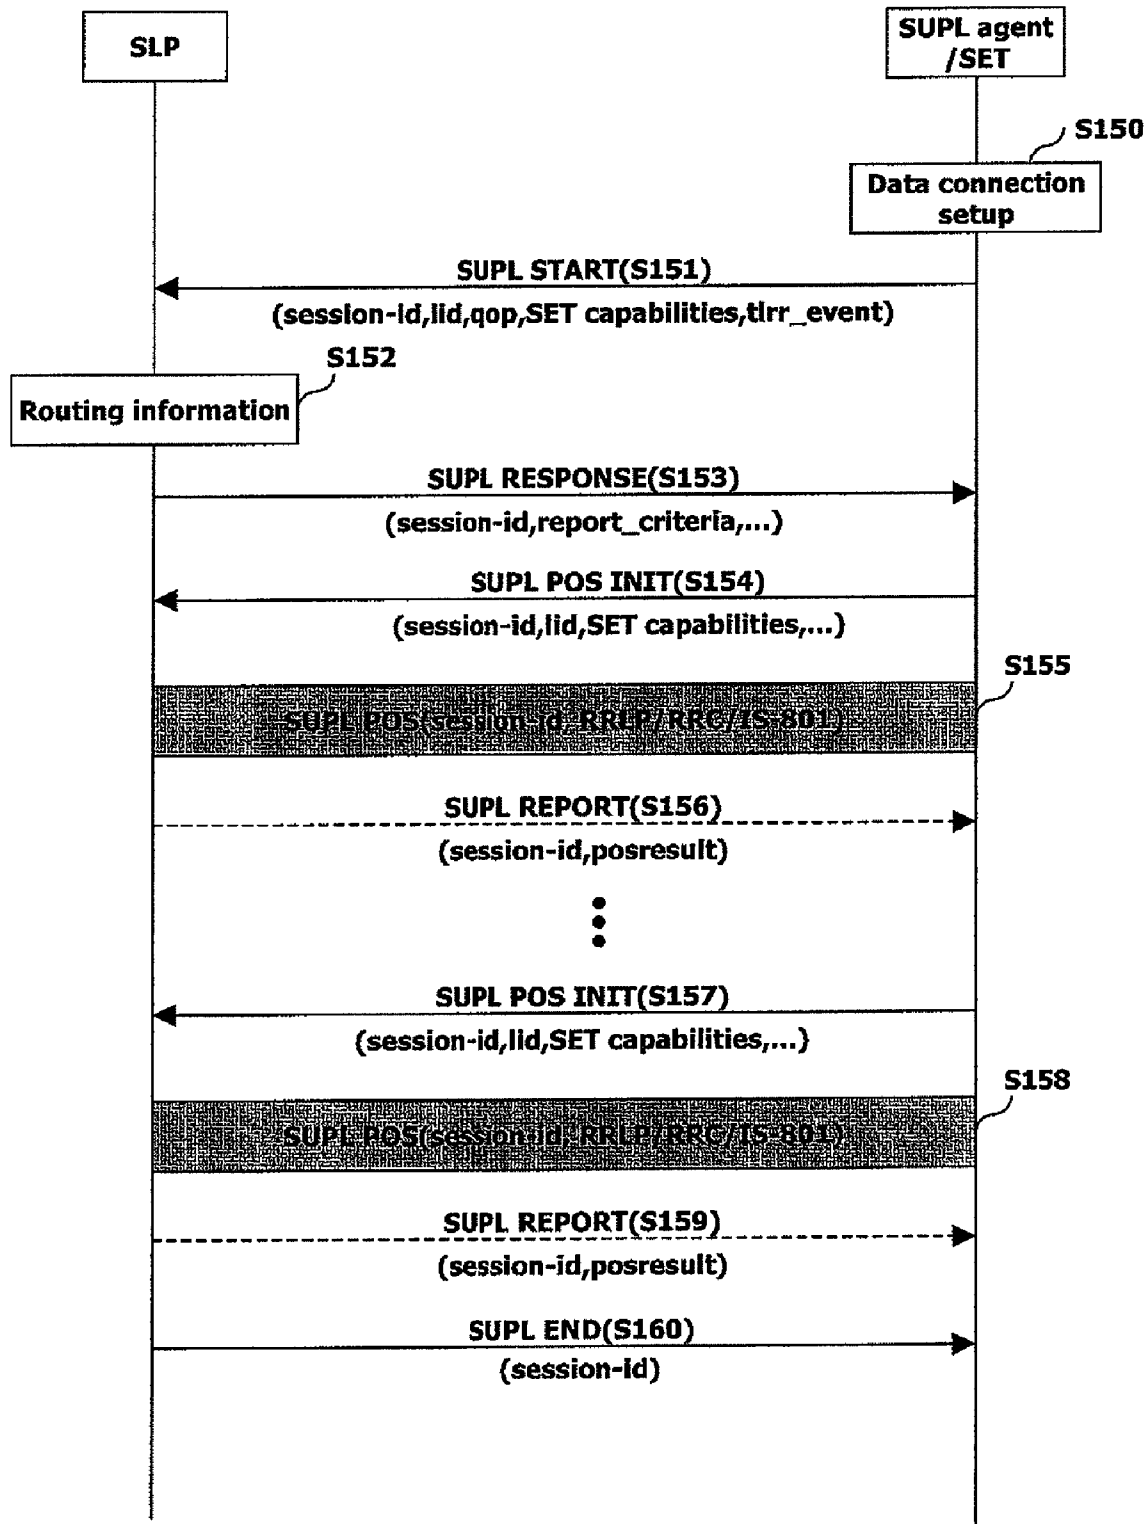 SLP
SUPL agent
/SET
S150
Data connection
setup
SUPL START(S151)
(session-id,lid,qop,SET capabilities,tlrr_event)
S152
Routing information
SUPL RESPONSE(S153)
(session-id,report_criteria,...)
SUPL POS INIT(S154)
(session-id,lid,SET capabilities,...)
S155
SUPL POS(session-id, RRLP/RRC/IS-801)
SUPL REPORT(S156)
(session-id,posresult)
SUPL POS INIT(S157)
(session-id,lid,SET capabilities,...)
S158
SUPL POS(session-id, RRLP/RRC/IS-801)
SUPL REPORT(S159)
(session-id,posresult)
SUPL END(S160)
(session-id)